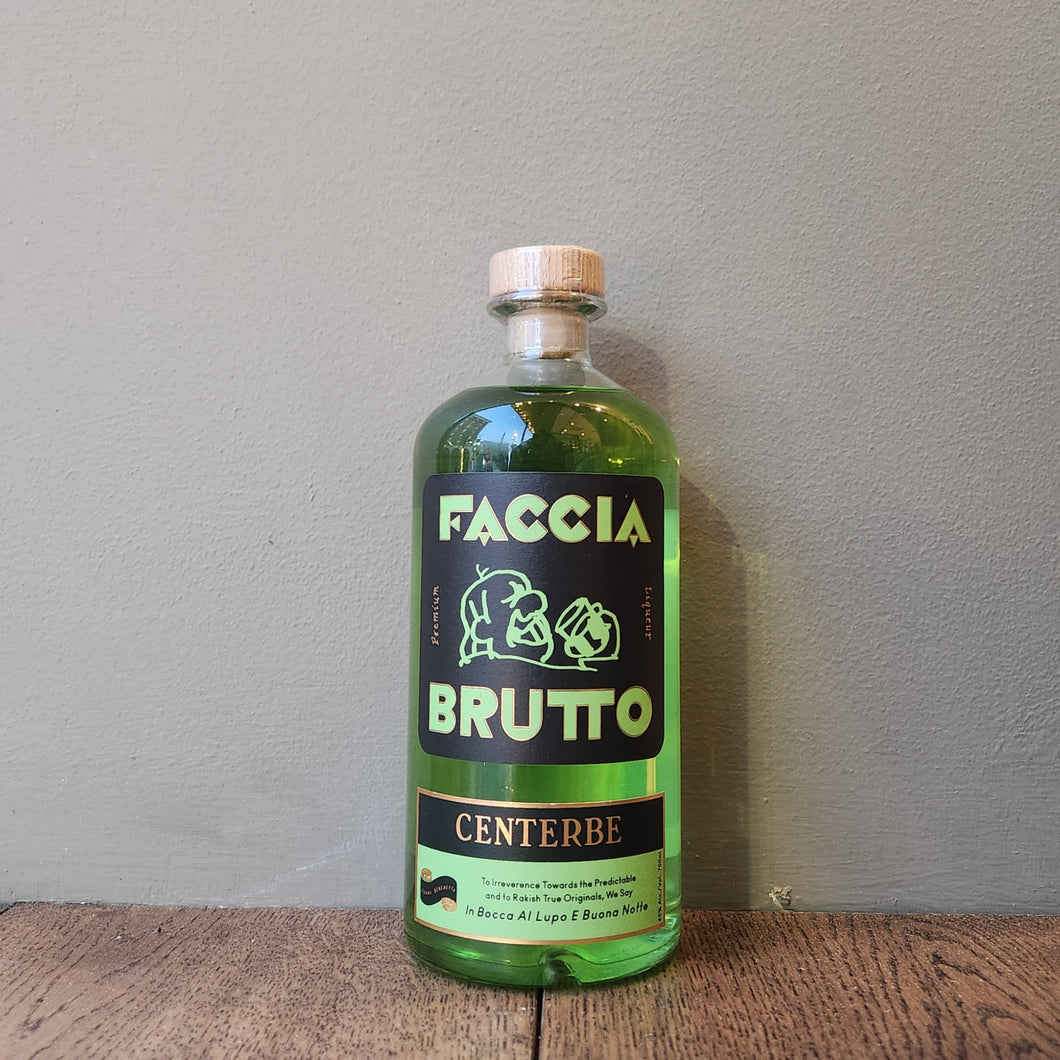 FACCIA
Premium
Liqueur
BRUTTO
CENTERBE
To Irreverence Towards the Predictable
and to Rakish True Originals, We Say
In Bocca Al Lupo E Buona Notte